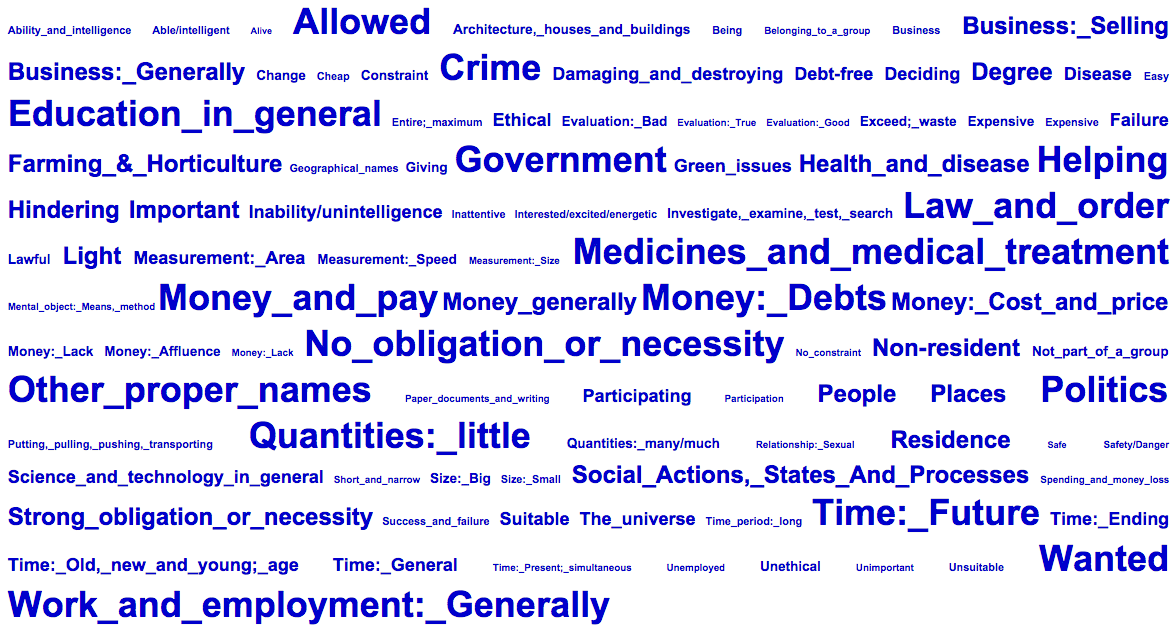 Ability_and_intelligence Able/intelligent Alive Allowed Architecture,_houses_and_buildings Being Belonging_to_a_group Business Business:_Selling
Business:_Generally Change Cheap Constraint Crime Damaging_and_destroying Debt-free Deciding Degree Disease Easy
Education_in_general Entire;_maximum Ethical Evaluation:_Bad Evaluation:_True Evaluation:_Good Exceed;_waste Expensive Expensive Failure
Farming_&_Horticulture Geographical_names Giving Government Green_issues Health_and_disease Helping
Hindering Important Inability/unintelligence Inattentive Interested/excited/energetic Investigate,_examine,_test,_search Law_and_order
Lawful Light Measurement:_Area Measurement:_Speed Measurement:_Size Medicines_and_medical_treatment
Mental_object:_Means,_method Money_and_pay Money_generally Money:_Debts Money:_Cost_and_price
Money:_Lack Money:_Affluence Money:_Lack No_obligation_or_necessity No_constraint Non-resident Not_part_of_a_group
Other_proper_names Paper_documents_and_writing Participating Participation People Places Politics
Putting,_pulling,_pushing,_transporting Quantities:_little Quantities:_many/much Relationship:_Sexual Residence Safe Safety/Danger
Science_and_technology_in_general Short_and_narrow Size:_Big Size:_Small Social_Actions,_States_And_Processes Spending_and_money_loss
Strong_obligation_or_necessity Success_and_failure Suitable The_universe Time_period:_long Time:_Future Time:_Ending
Time:_Old,_new_and_young;_age Time:_General Time:_Present;_simultaneous Unemployed Unethical Unimportant Unsuitable Wanted
Work_and_employment:_Generally